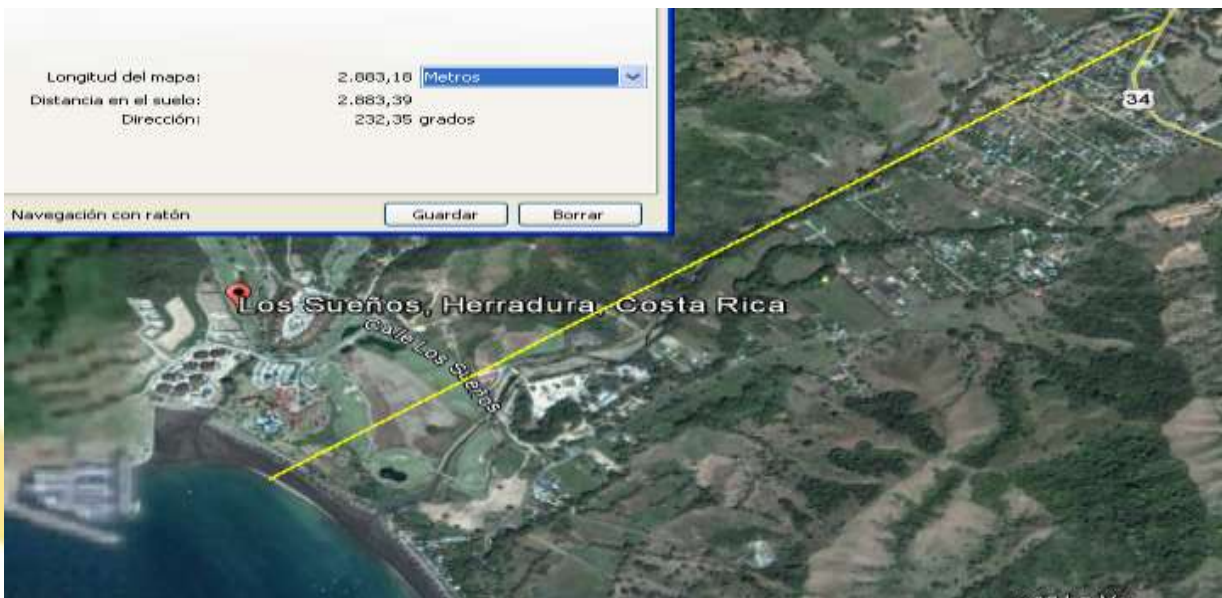 Longitud del mapa: 2.883,18 Metros
Distancia en el suelo: 2.883,39
Dirección: 232,35 grados
Navegación con ratón Guardar Borrar
34
Los Sueños, Herradura, Costa Rica
Calle Los Sueños